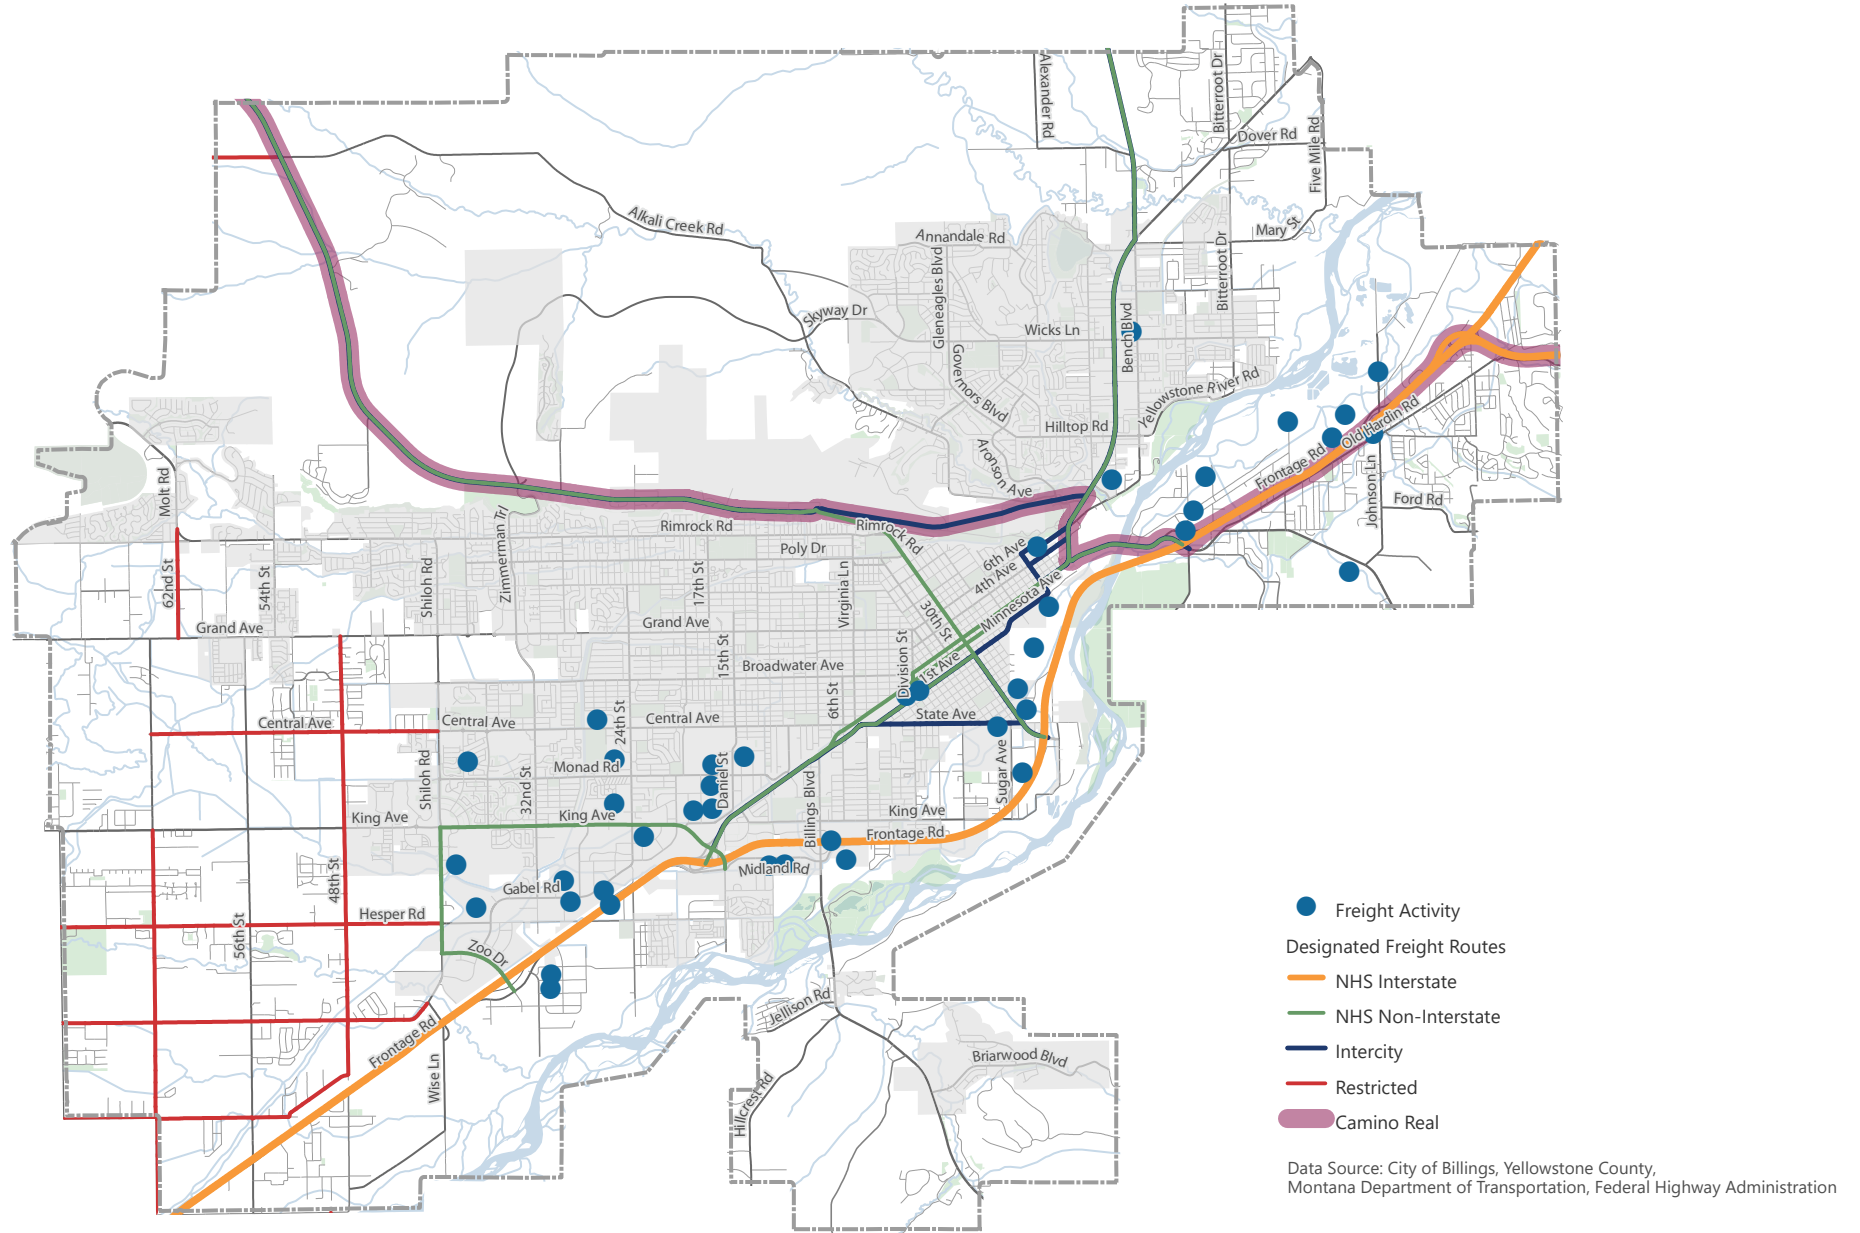 Bitterroot Dr
Alexander Rd
Dover Rd
Five Mile Rd
Alkali Creek Rd
Annandale Rd
Mary St
Bitterroot Dr
Gleneagles Blvd
Skyway Dr
Wicks Ln
Bench Blvd
Governors Blvd
Yellowstone River Rd
Hilltop Rd
Old Hardin Rd
Aronson Ave
Frontage Rd
Molt Rd
Johnson Ln
Ford Rd
Zimmerman Trl
Rimrock Rd
Rimrock Rd
Poly Dr
6th Ave
4th Ave
62nd St
54th St
Shiloh Rd
17th St
Virginia Ln
Minnesota Ave
30th St
Grand Ave
Grand Ave
15th St
Broadwater Ave
Division St
1st Ave
6th St
Central Ave
Central Ave
24th St
Central Ave
State Ave
Shiloh Rd
32nd St
Monad Rd
Daniel St
Billings Blvd
Sugar Ave
King Ave
King Ave
King Ave
Frontage Rd
48th St
Gabel Rd
Midland Rd
Hesper Rd
56th St
Zoo Dr
Jellison Rd
Frontage Rd
Wise Ln
Briarwood Blvd
Hillcrest Rd
Freight Activity
Designated Freight Routes
NHS Interstate
NHS Non-Interstate
Intercity
Restricted
Camino Real
Data Source: City of Billings, Yellowstone County,
Montana Department of Transportation, Federal Highway Administration